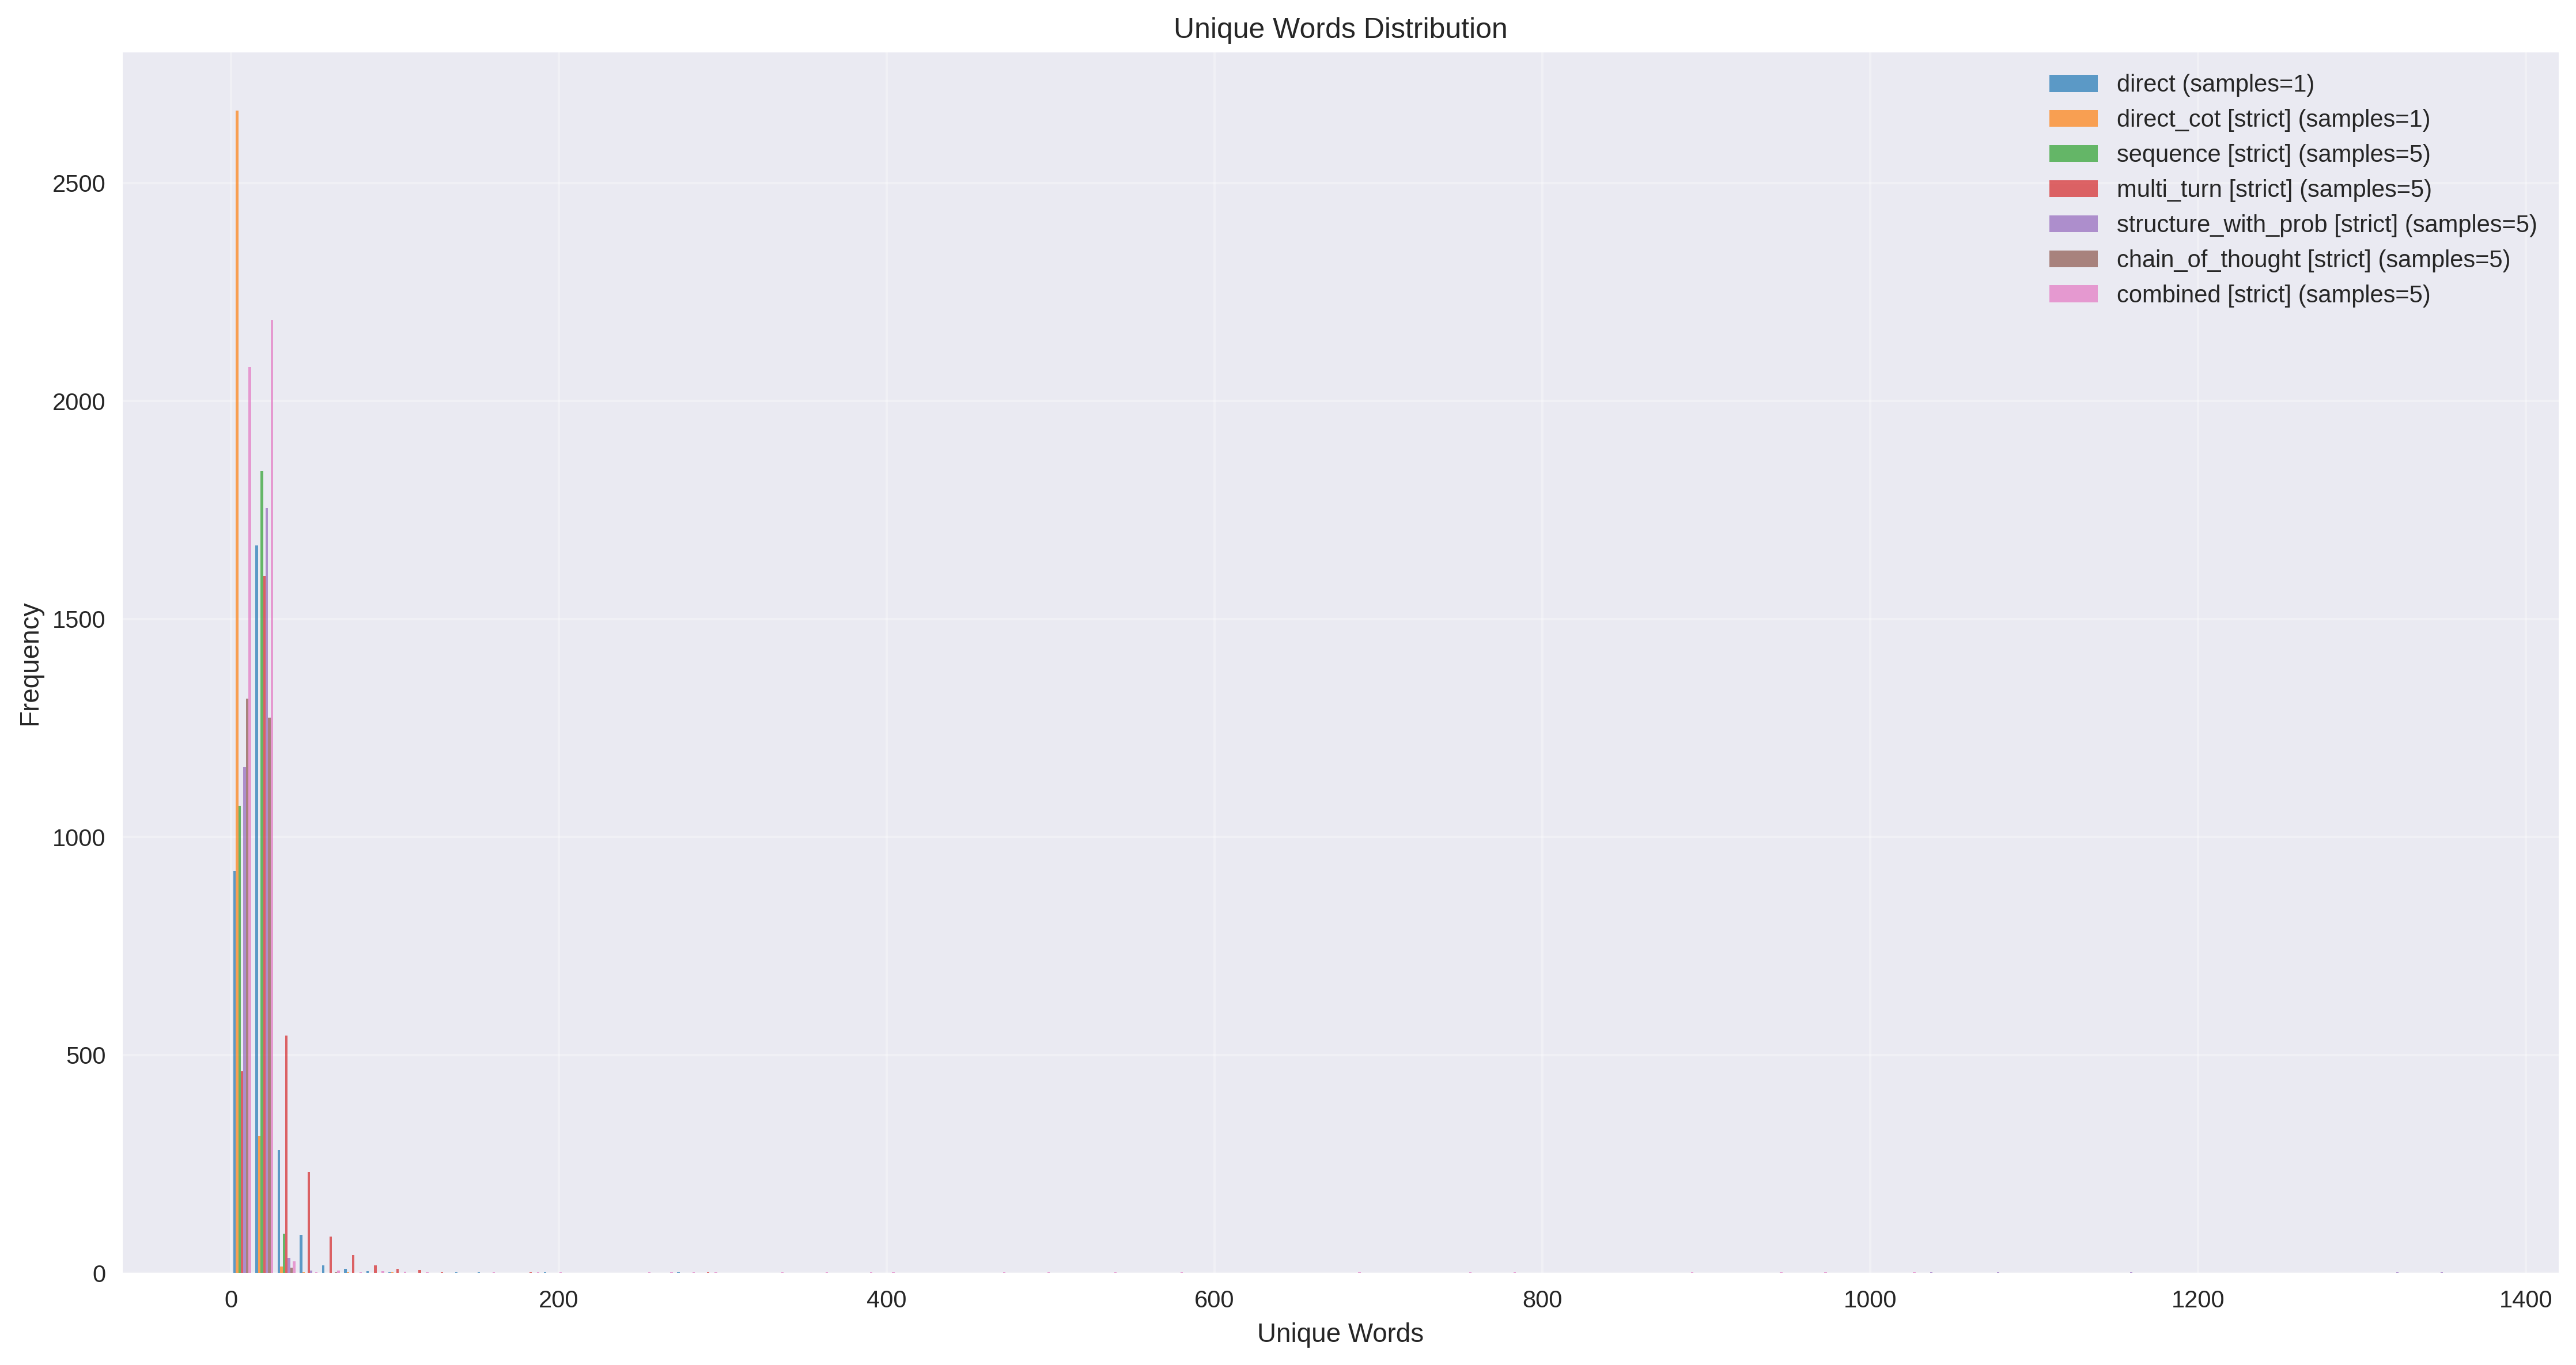 Unique Words Distribution
direct (samples=1)
direct_cot [strict] (samples=1)
sequence [strict] (samples=5)
multi_turn [strict] (samples=5)
structure_with_prob [strict] (samples=5)
chain_of_thought [strict] (samples=5)
combined [strict] (samples=5)
Frequency
2500
2000
1500
1000
500
0
0 200 400 600 800 1000 1200 1400
Unique Words